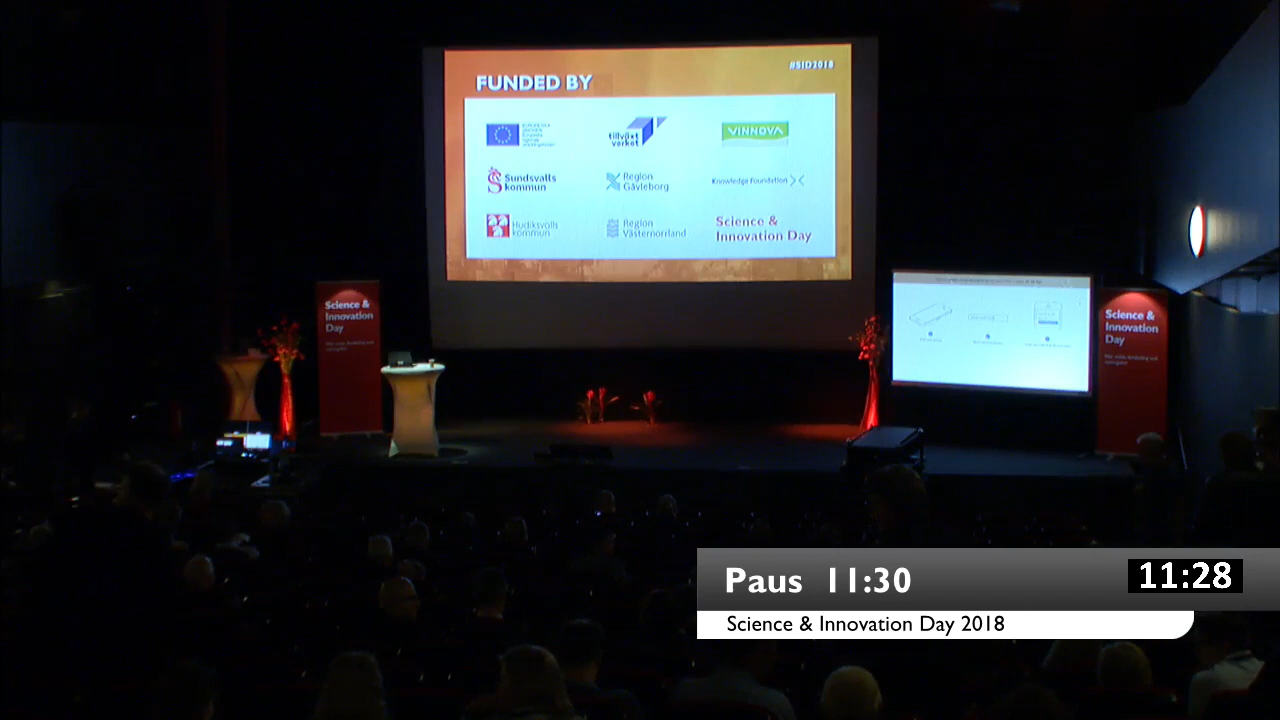 #SID2018
FUNDED BY
tillväxt
verket
VINNOVA
Sundsvalls
kommun
Region
Gävleborg
Knowledge Foundation
Hudiksvalls
kommun
Region
Västernorrland
Science &
Innovation Day
Science &
Innovation
Day
Science &
Innovation
Day
Paus 11:30
11:28
Science & Innovation Day 2018